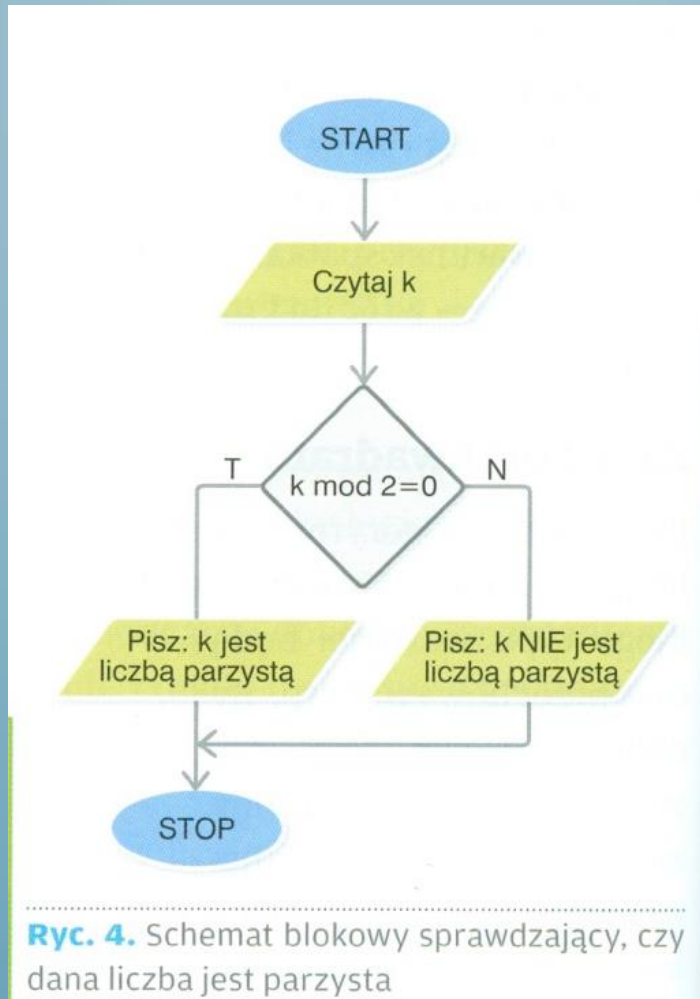 START
Czytaj k
T
N
k mod 2=0
Pisz: k jest
liczbą parzystą
Pisz: k NIE jest
liczbą parzystą
STOP
Ryc. 4. Schemat blokowy sprawdzający, czy
dana liczba jest parzysta